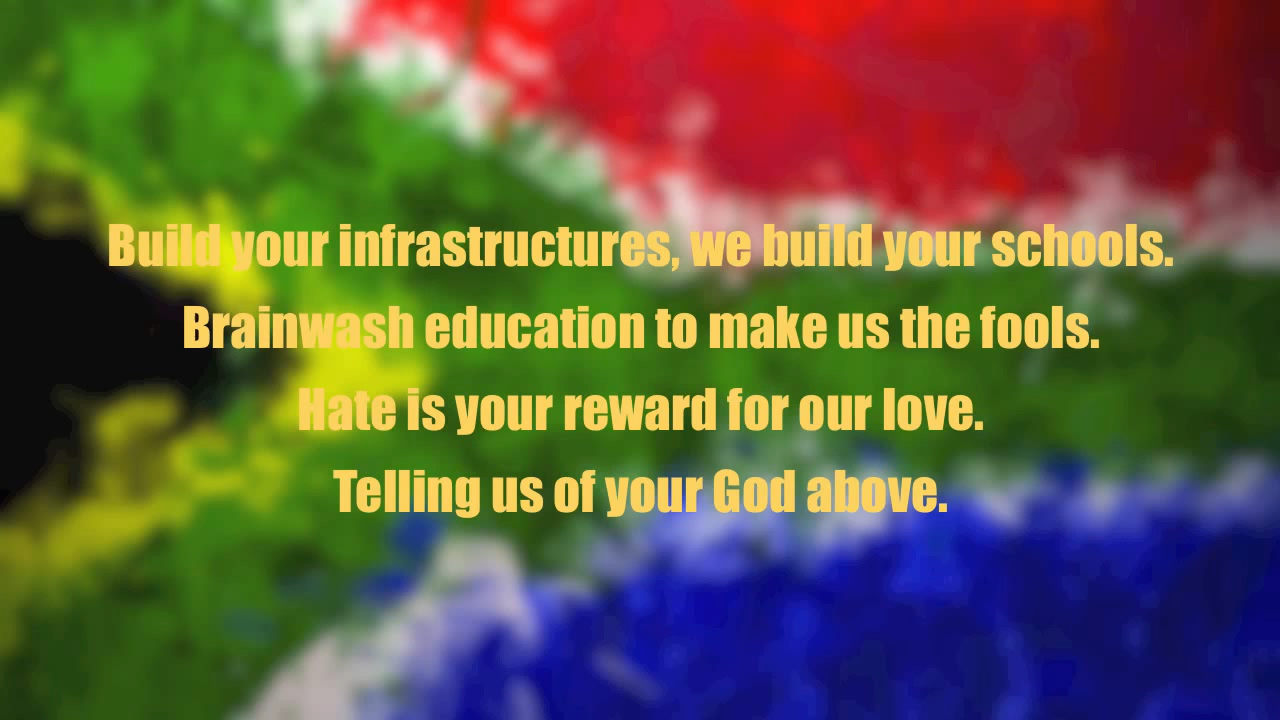 Build your infrastructures, we build your schools.
Brainwash education to make us the fools.
Hate is your reward for our love.
Telling us of your God above.